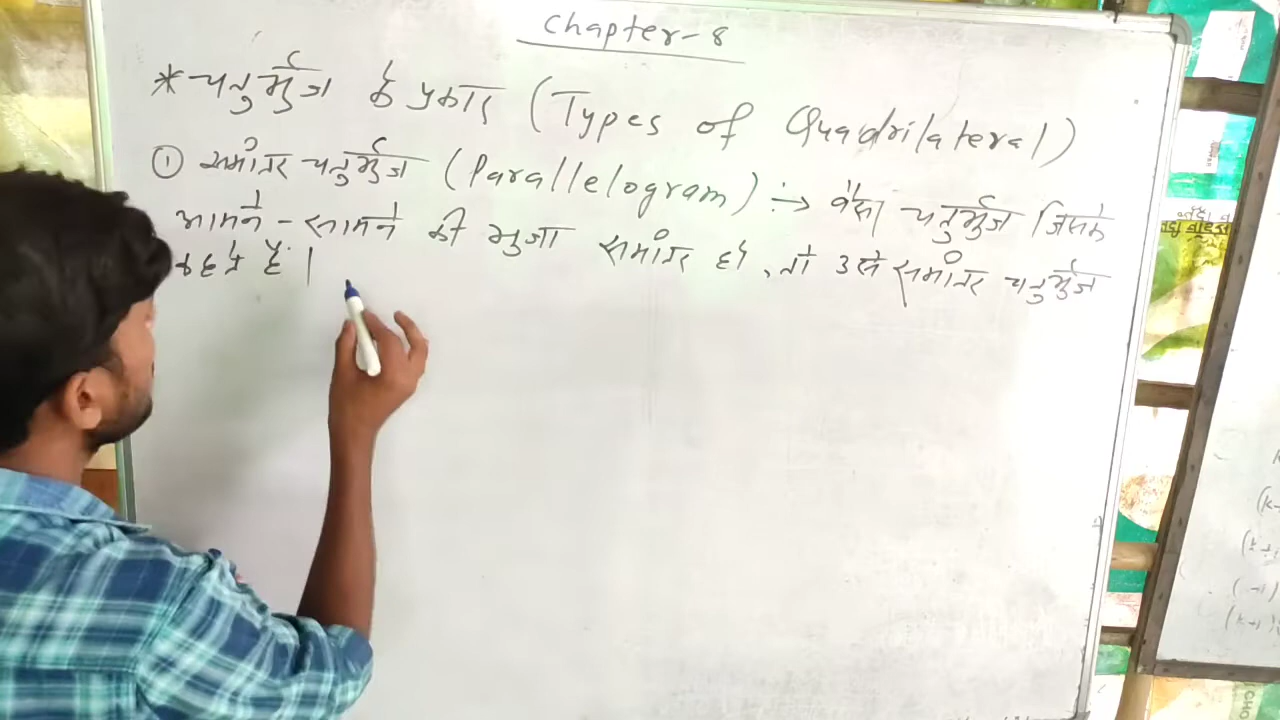 Chapter-8
* चतुर्भुज के प्रकार (Types of Quadrilateral)
① समांतर चतुर्भुज (Parallelogram) :→ वैसा चतुर्भुज जिसके
आमने-सामने की भुजा समांतर हो, तो उसे समांतर चतुर्भुज
कहते हैं।